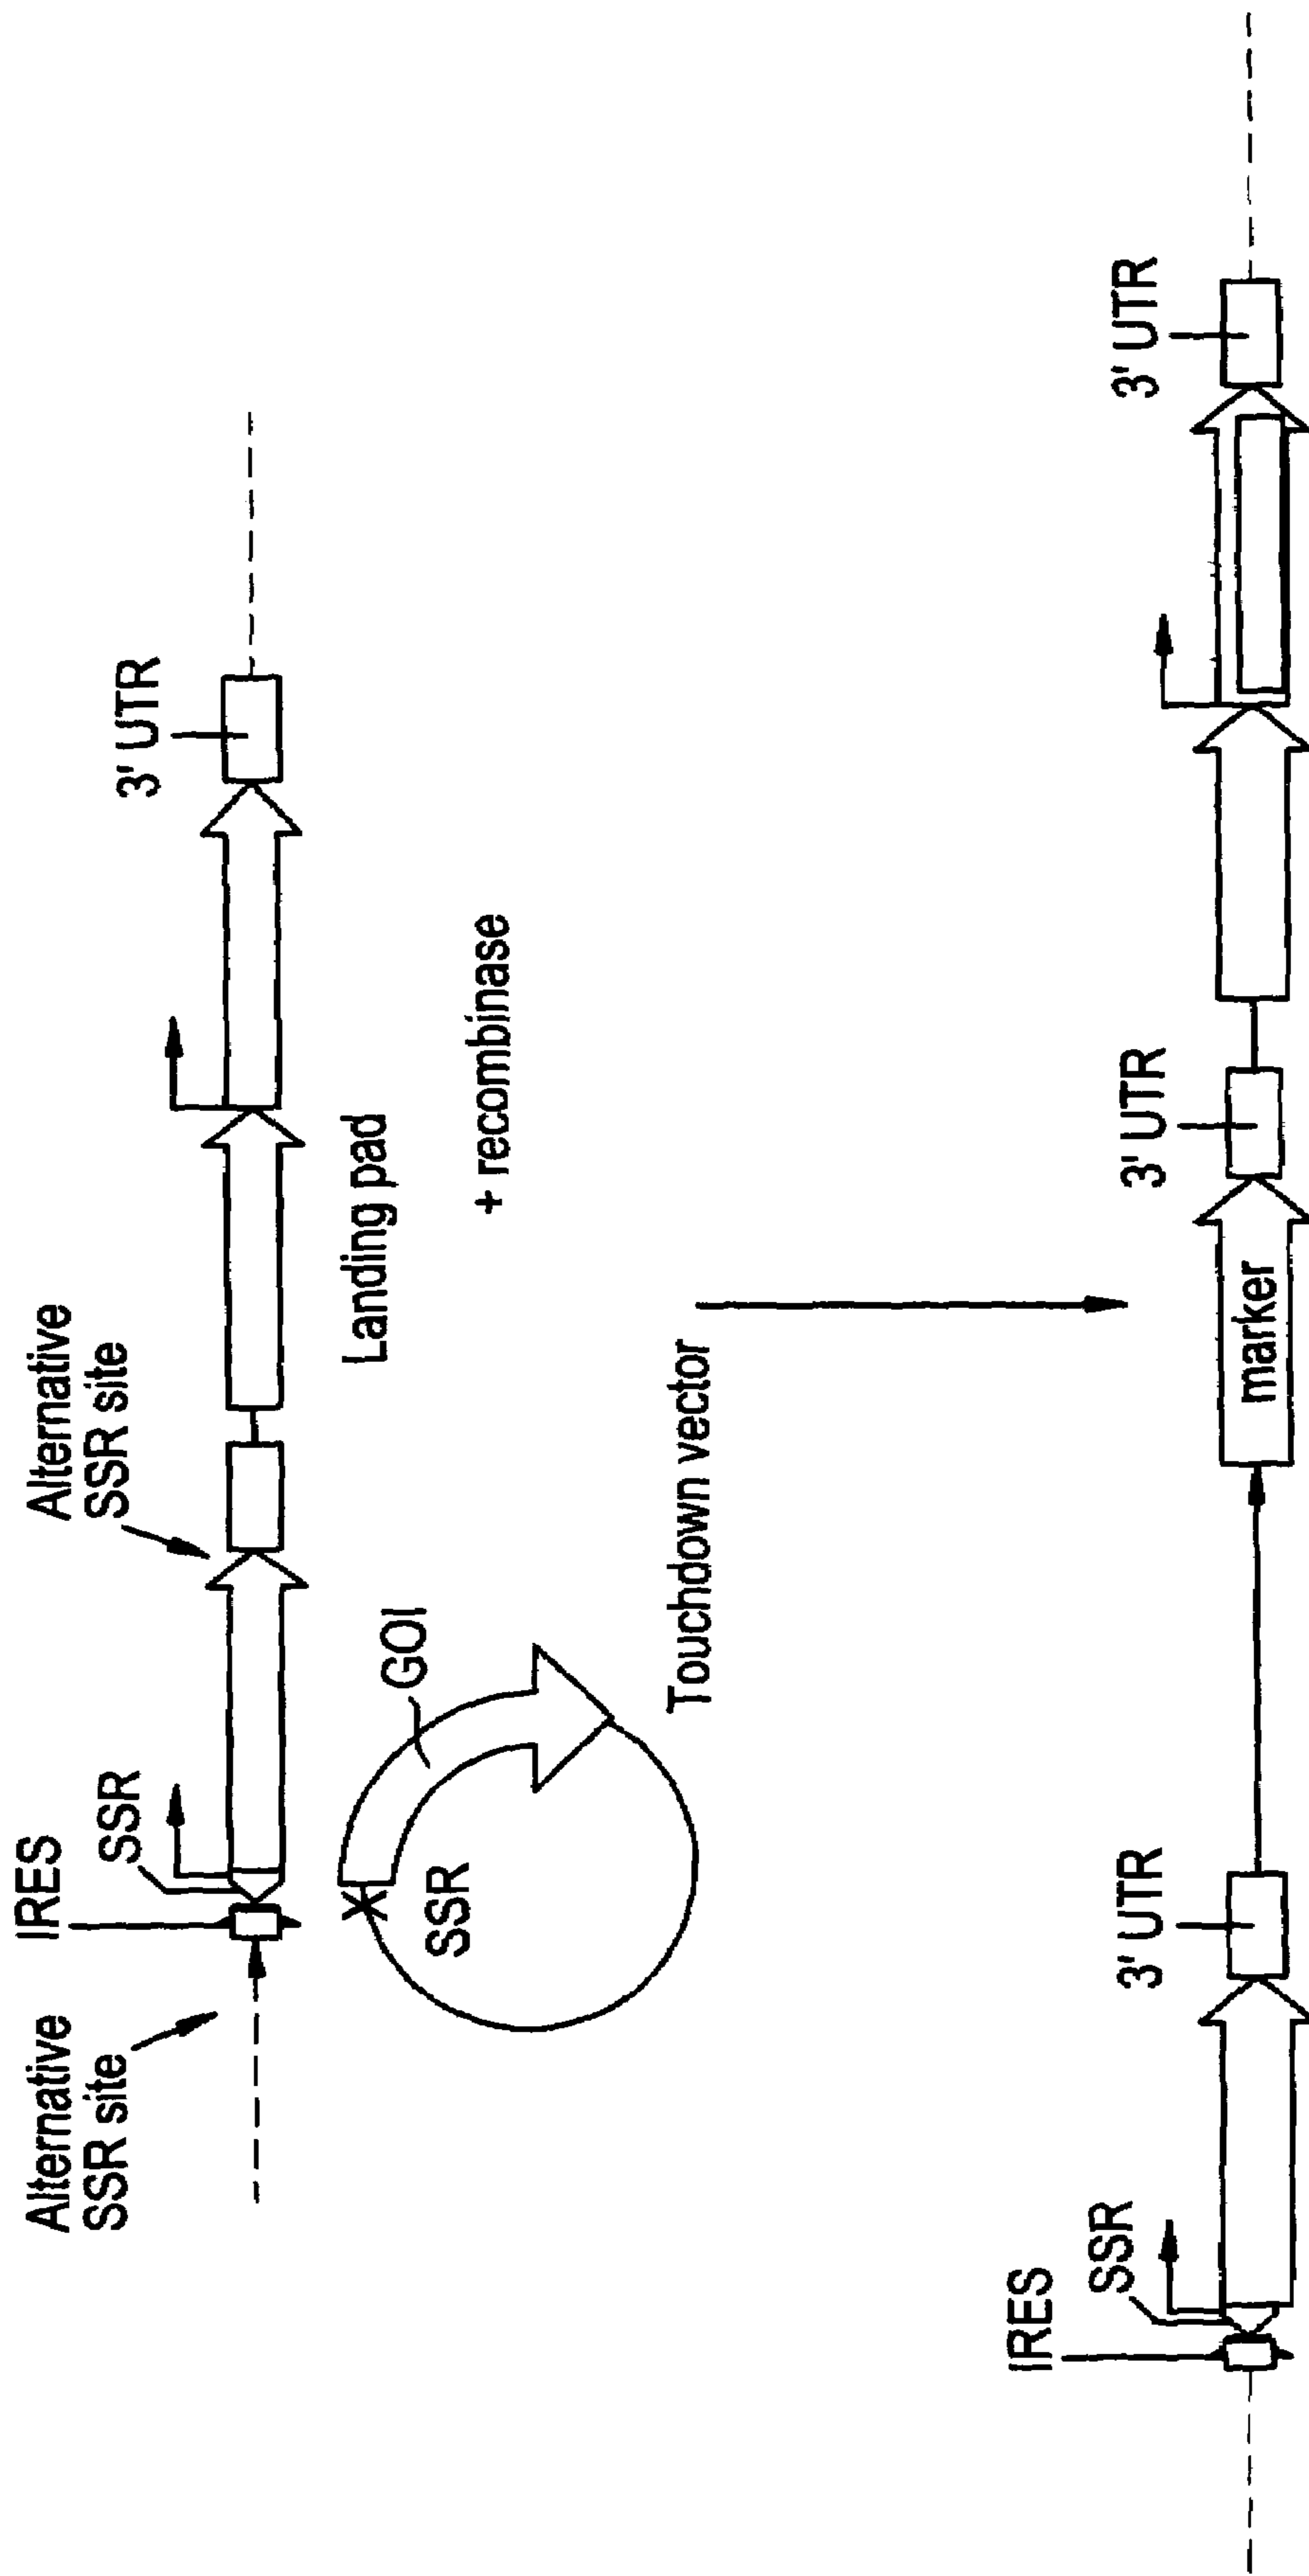 Alternative
SSR site
IRES
SSR
Alternative
SSR site
3' UTR
Landing pad
GOI
SSR
+ recombinase
Touchdown vector
IRES
SSR
3' UTR
marker
3' UTR
3' UTR